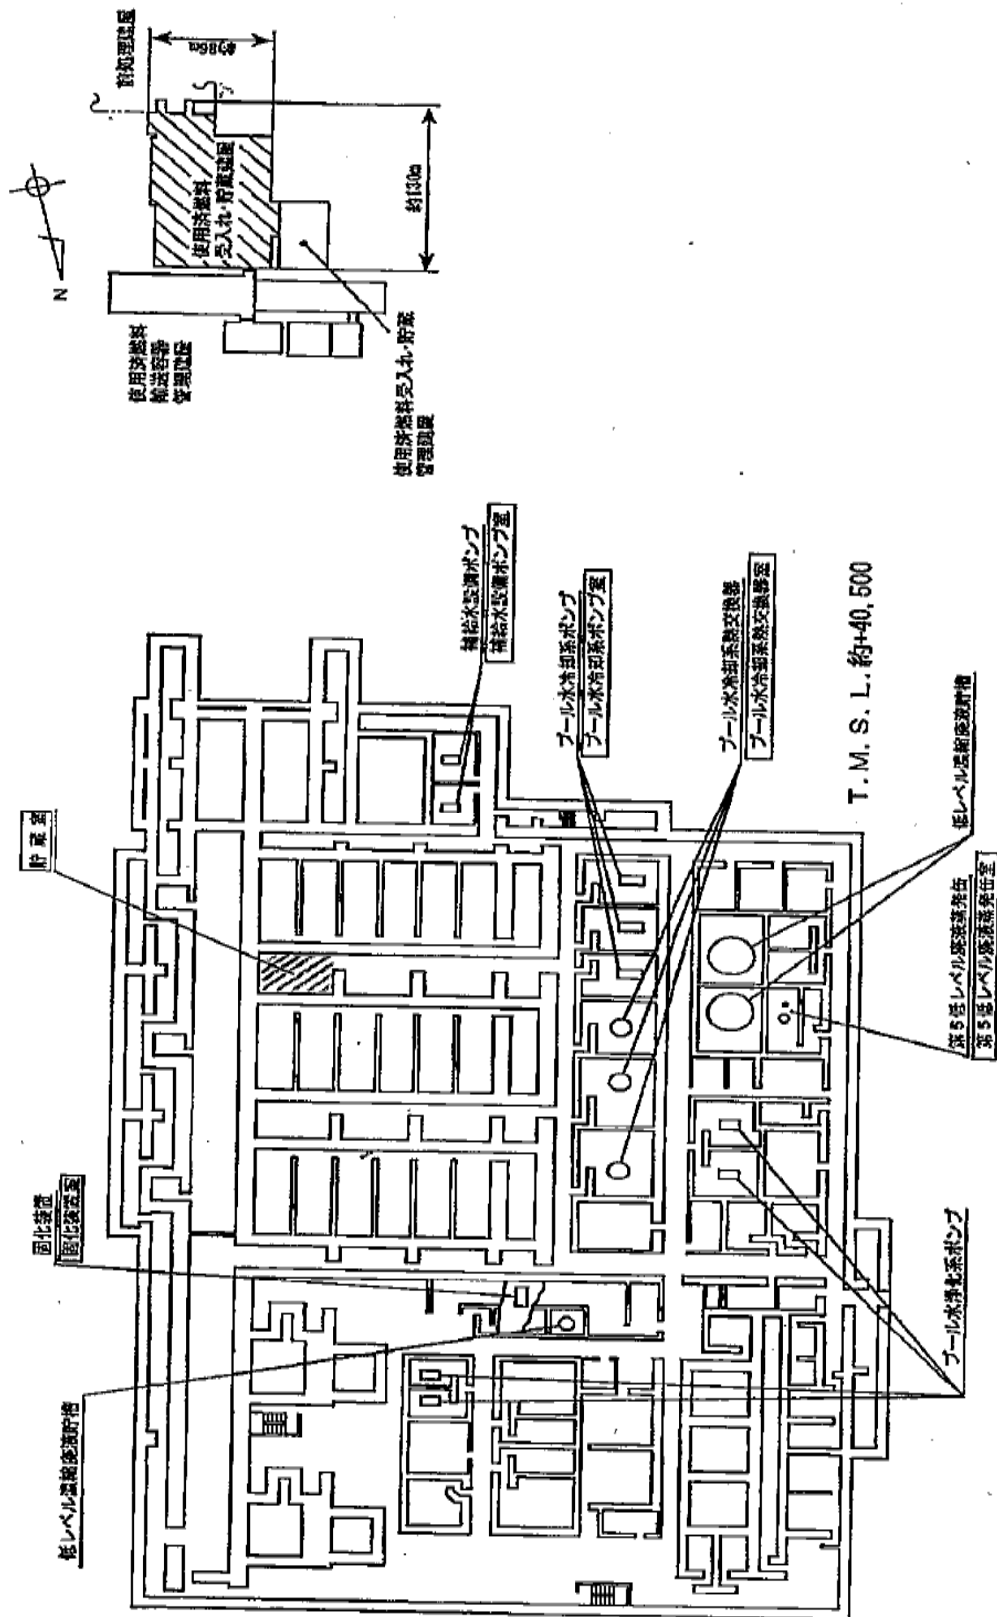 前処理建屋
使用済燃料
受入れ・貯蔵建屋
約130m
N
使用済燃料
輸送容器
管理建屋
使用済燃料受入れ・貯蔵
管理建屋
補給水設備ポンプ
補給水設備ポンプ室
プール水冷却系ポンプ
プール水冷却系ポンプ室
プール水冷却系熱交換器
プール水冷却系熱交換器室
T.M.S.L.約+40,500
低レベル濃縮廃液貯槽
第5低レベル廃液蒸発缶
第5低レベル廃液蒸発缶室
貯蔵室
固化装置
固化装置室
低レベル濃縮廃液貯槽
プール水浄化系ポンプ